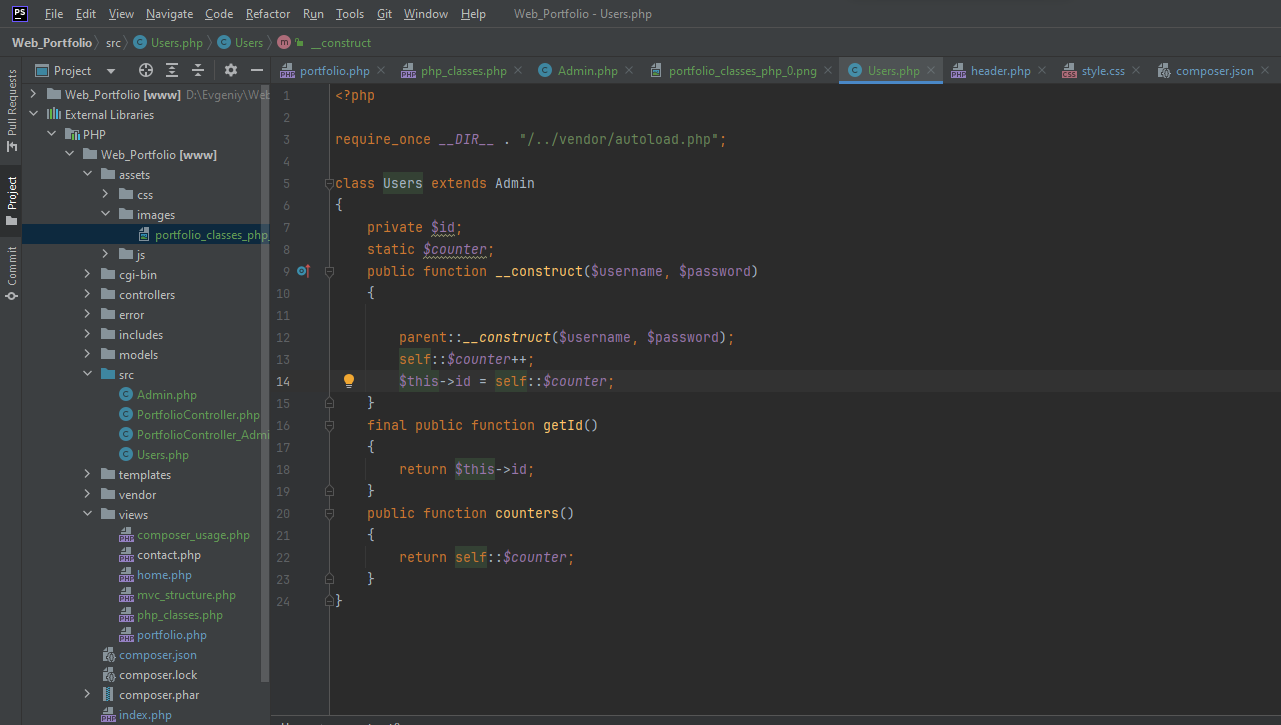 PS File Edit View Navigate Code Refactor Run Tools Git Window Help Web_Portfolio - Users.php
Web_Portfolio src Users.php Users m __construct
Pull Requests
Project
Commit
Project
Web_Portfolio [www] D:\Evgeniy\Web
External Libraries
PHP
Web_Portfolio [www]
assets
css
images
portfolio_classes_php_
js
cgi-bin
controllers
error
includes
models
src
Admin.php
PortfolioController.php
PortfolioController_Admi
Users.php
templates
vendor
views
composer_usage.php
contact.php
home.php
mvc_structure.php
php_classes.php
portfolio.php
composer.json
composer.lock
composer.phar
index.php
portfolio.php php_classes.php Admin.php portfolio_classes_php_0.png Users.php header.php style.css composer.json
1 <?php
2
3 require_once __DIR__ . "/../vendor/autoload.php";
4
5 class Users extends Admin
6 {
7 private $id;
8 static $counter;
9 public function __construct($username, $password)
10 {
11
12 parent::__construct($username, $password);
13 self::$counter++;
14 $this->id = self::$counter;
15 }
16 final public function getId()
17 {
18 return $this->id;
19 }
20 public function counters()
21 {
22 return self::$counter;
23 }
24 }